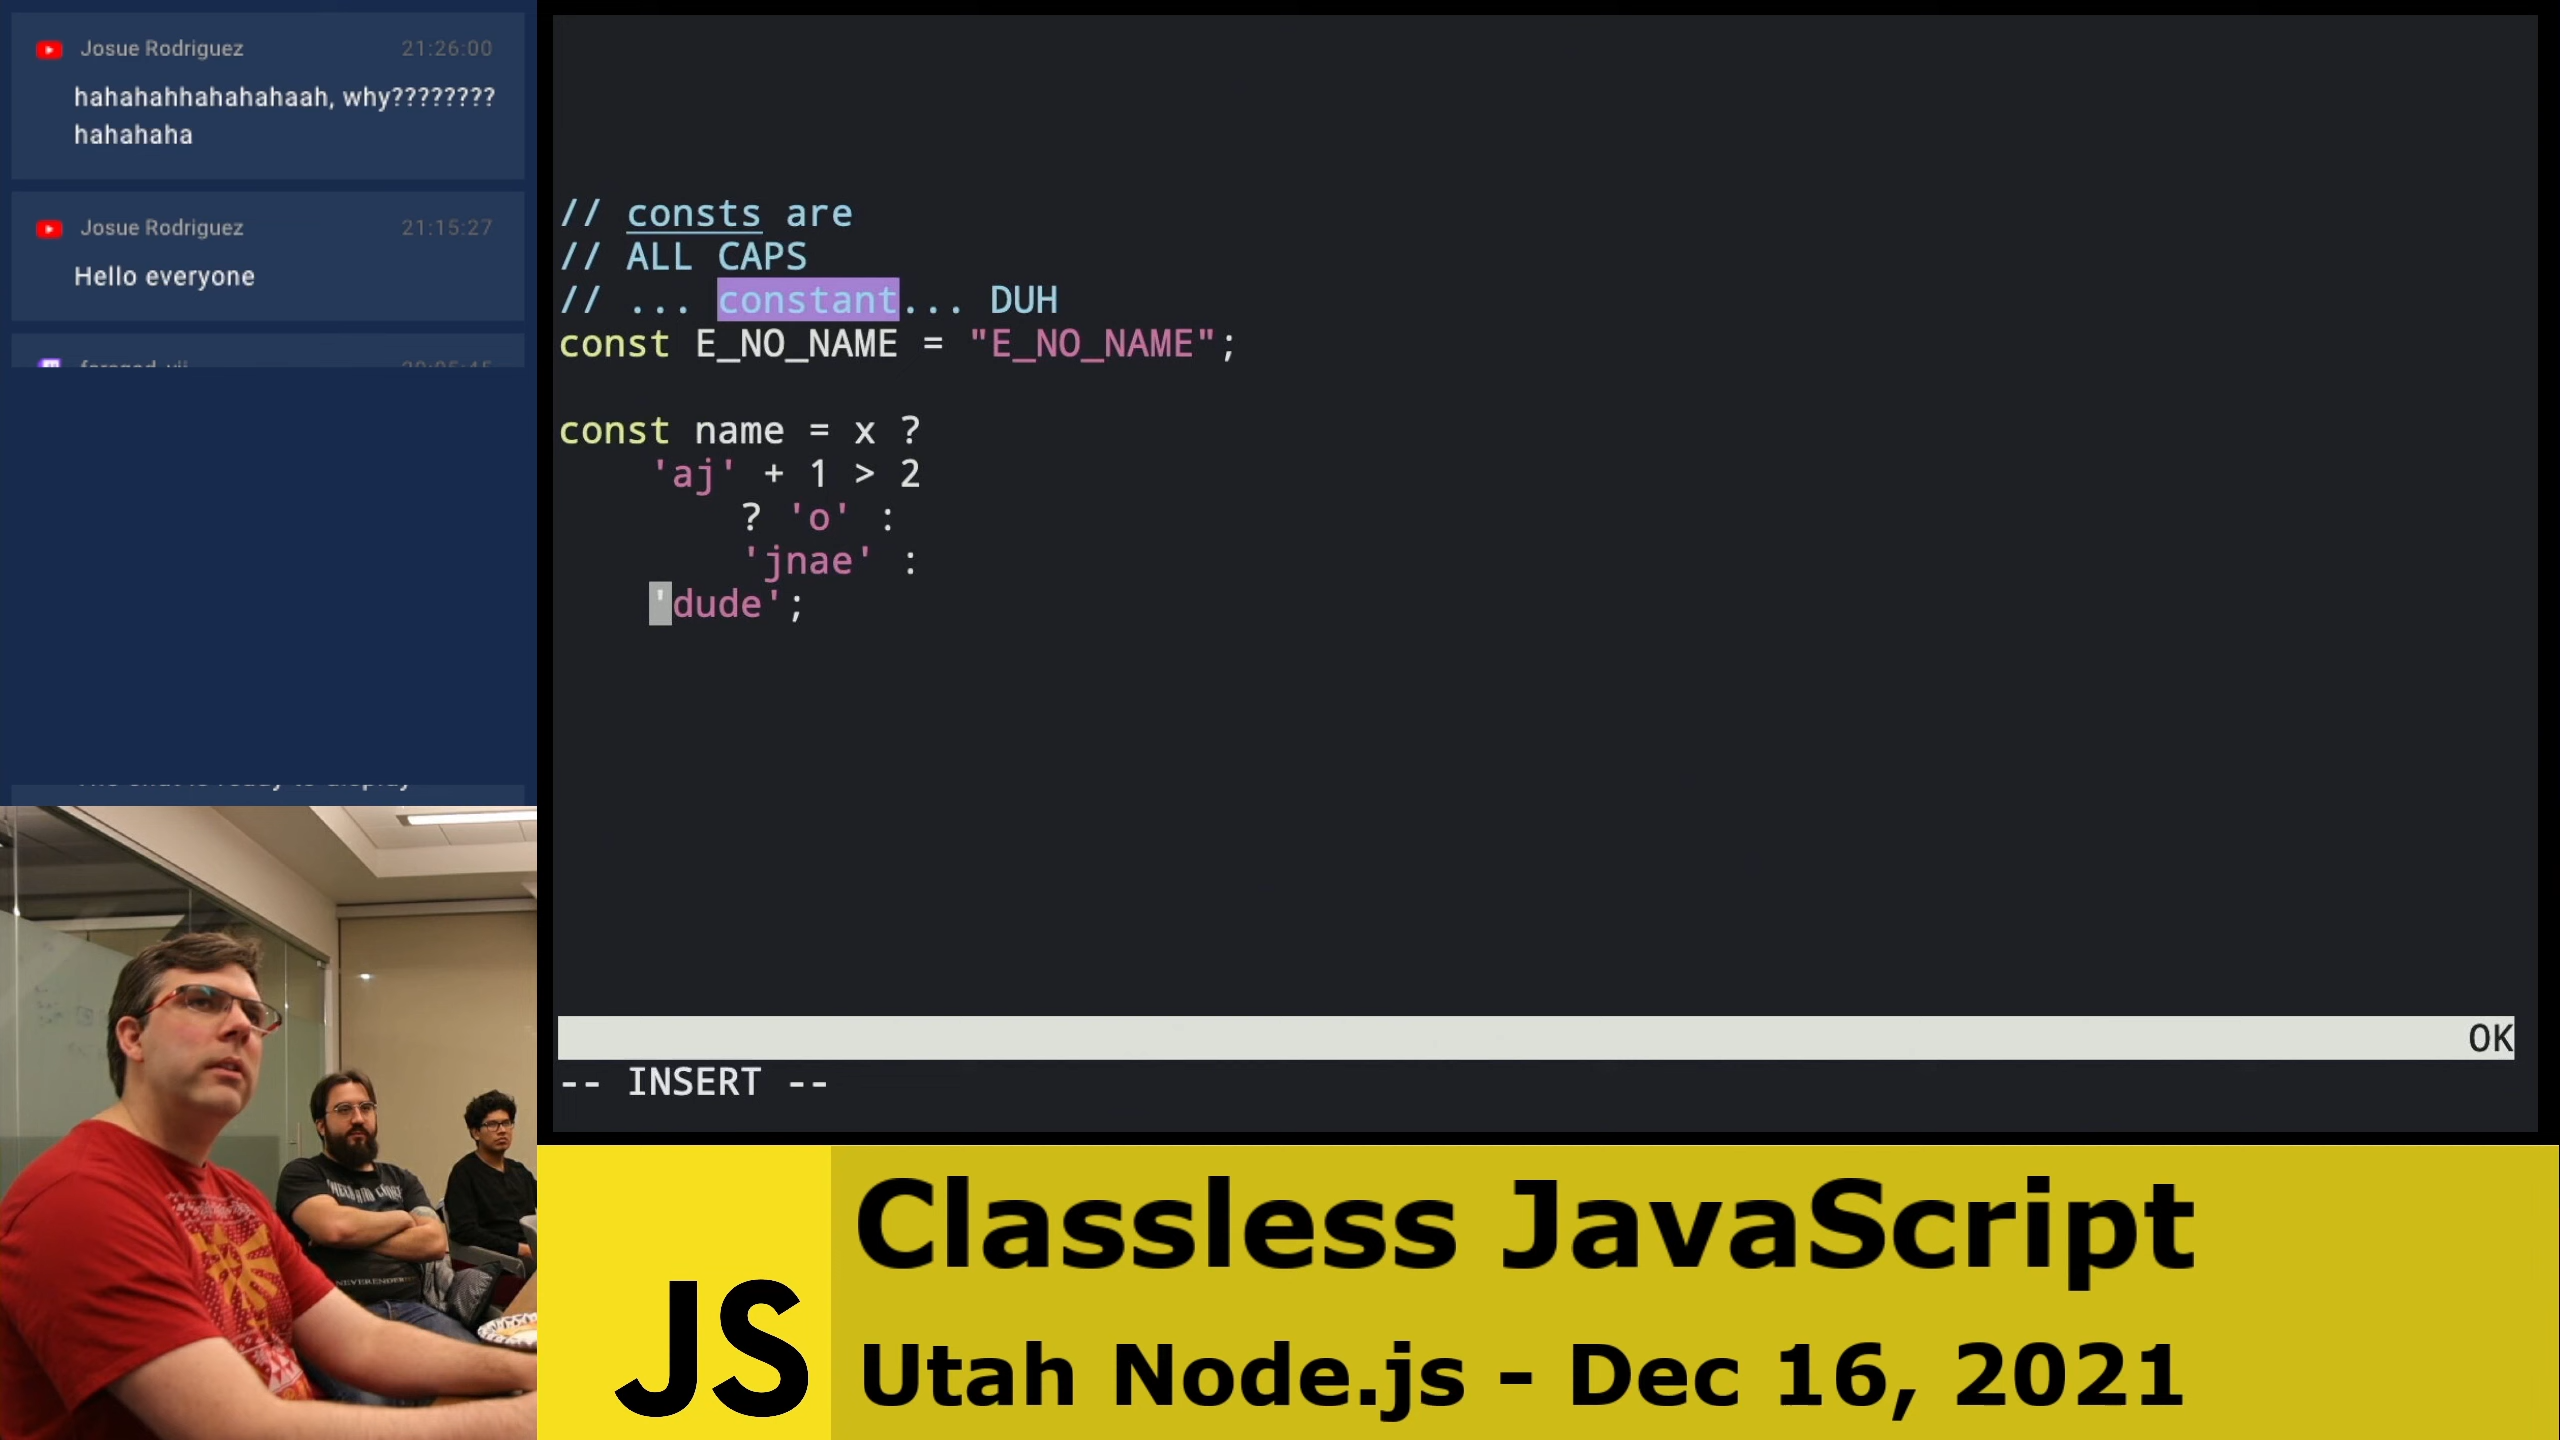 Josue Rodriguez 21:26:00
hahahahhahahahaah, why????????
hahahaha
Josue Rodriguez 21:15:27
Hello everyone
// consts are
// ALL CAPS
// ... constant... DUH
const E_NO_NAME = "E_NO_NAME";
const name = x ?
'aj' + 1 > 2
? 'o' :
'jnae' :
'dude';
OK
-- INSERT --
NEVERENDER
JS
Classless JavaScript
Utah Node.js - Dec 16, 2021